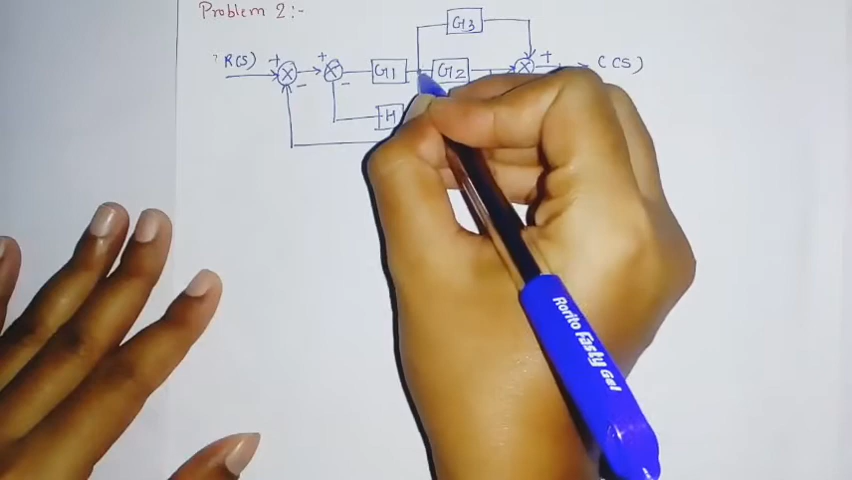 Problem 2:-
G3
R(S) + + G1 G2 + C(S)
- -
H
Rorito Fasty Gel